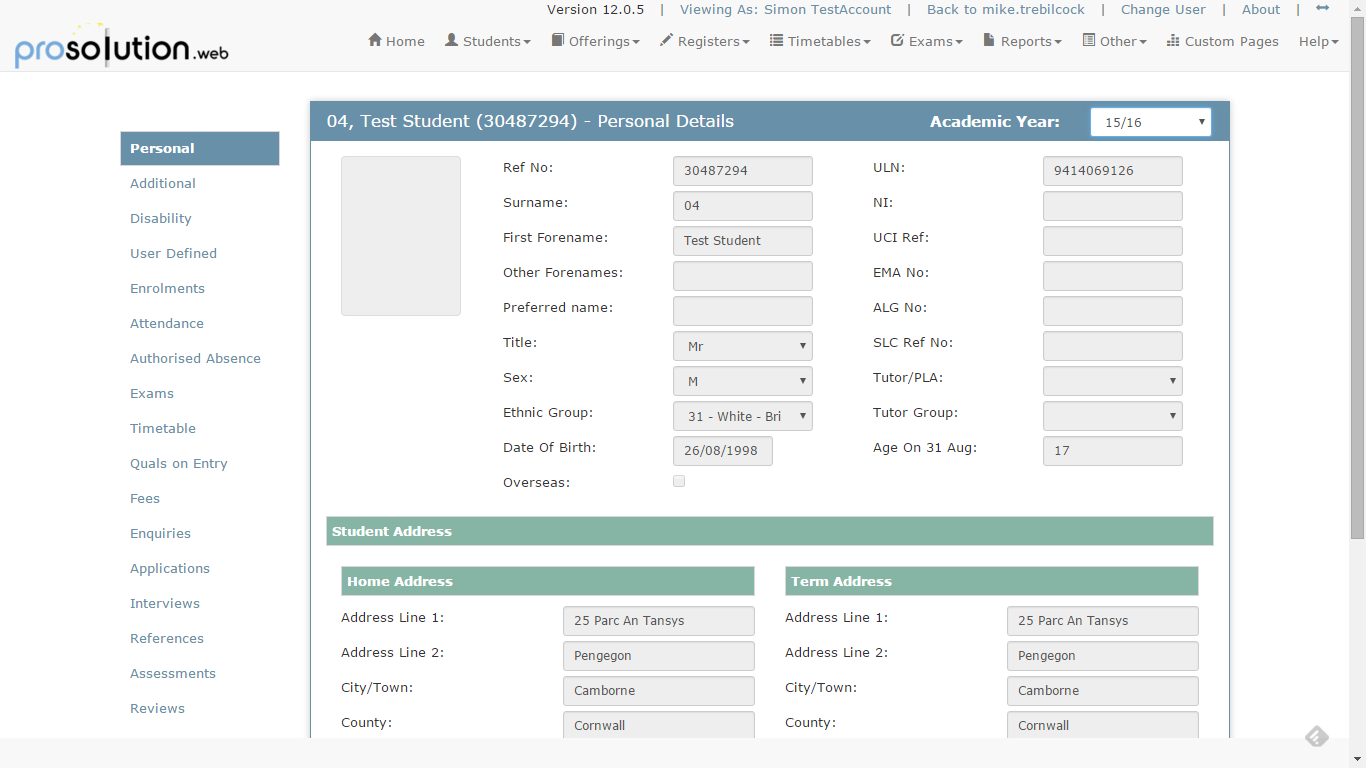 Version 12.0.5 | Viewing As: Simon TestAccount | Back to mike.trebilcock | Change User | About |
prosolution.web
Home Students Offerings Registers Timetables Exams Reports Other Custom Pages Help
04, Test Student (30487294) - Personal Details Academic Year: 15/16
Personal
Additional
Disability
User Defined
Enrolments
Attendance
Authorised Absence
Exams
Timetable
Quals on Entry
Fees
Enquiries
Applications
Interviews
References
Assessments
Reviews
Ref No: 30487294 ULN: 9414069126
Surname: 04 NI:
First Forename: Test Student UCI Ref:
Other Forenames: EMA No:
Preferred name: ALG No:
Title: Mr SLC Ref No:
Sex: M Tutor/PLA:
Ethnic Group: 31 - White - Bri Tutor Group:
Date Of Birth: 26/08/1998 Age On 31 Aug: 17
Overseas:
Student Address
Home Address Term Address
Address Line 1: 25 Parc An Tansys Address Line 1: 25 Parc An Tansys
Address Line 2: Pengegon Address Line 2: Pengegon
City/Town: Camborne City/Town: Camborne
County: Cornwall County: Cornwall